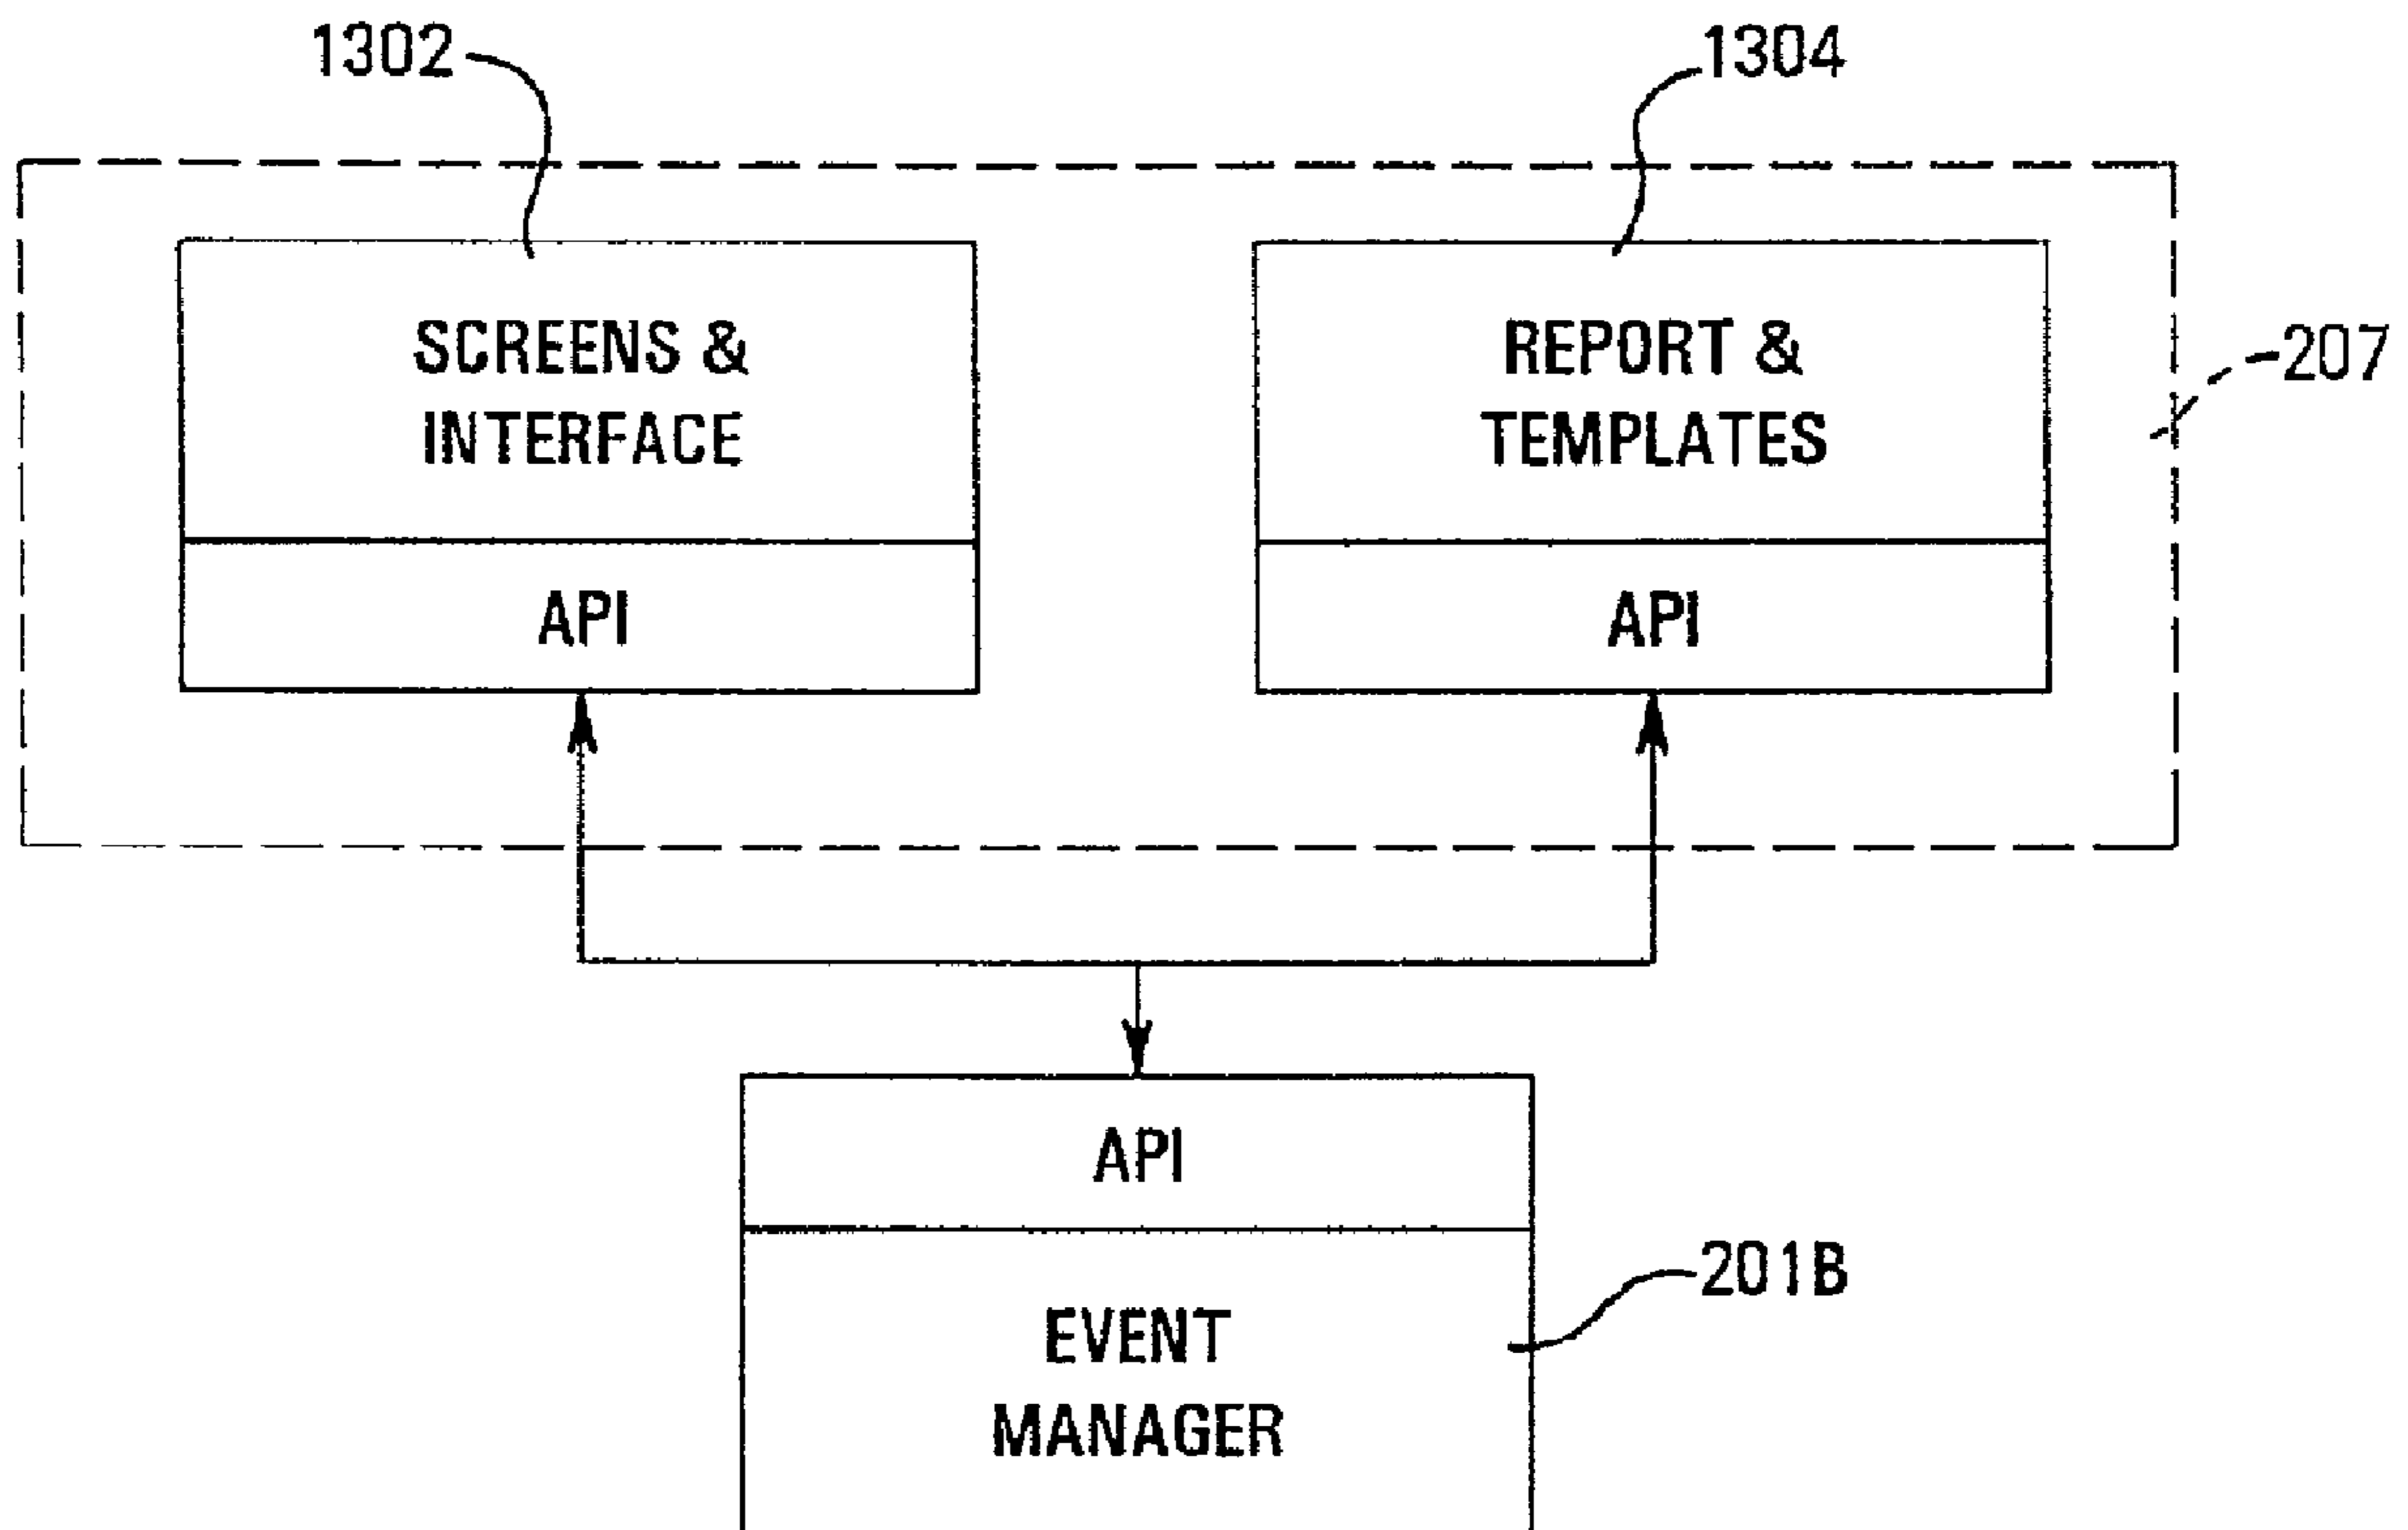 1302
1304
SCREENS &
INTERFACE
REPORT &
TEMPLATES
207
API
API
API
201B
EVENT
MANAGER